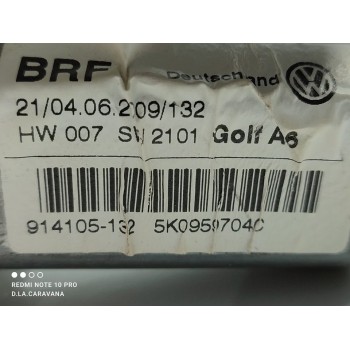 BRF Deutschland
21/04.06.209/132
HW 007 SW 2101 Golf A6
914105-132 5K0959704C
REDMI NOTE 10 PRO
D.LA.CARAVANA